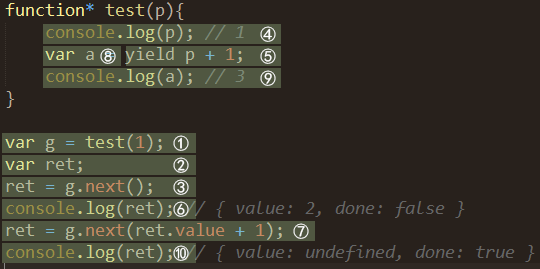 function* test(p){
console.log(p); // 1 ④
var a ⑧ yield p + 1; ⑤
console.log(a); // 3 ⑨
}
var g = test(1); ①
var ret; ②
ret = g.next(); ③
console.log(ret);⑥/ { value: 2, done: false }
ret = g.next(ret.value + 1); ⑦
console.log(ret);⑩/ { value: undefined, done: true }